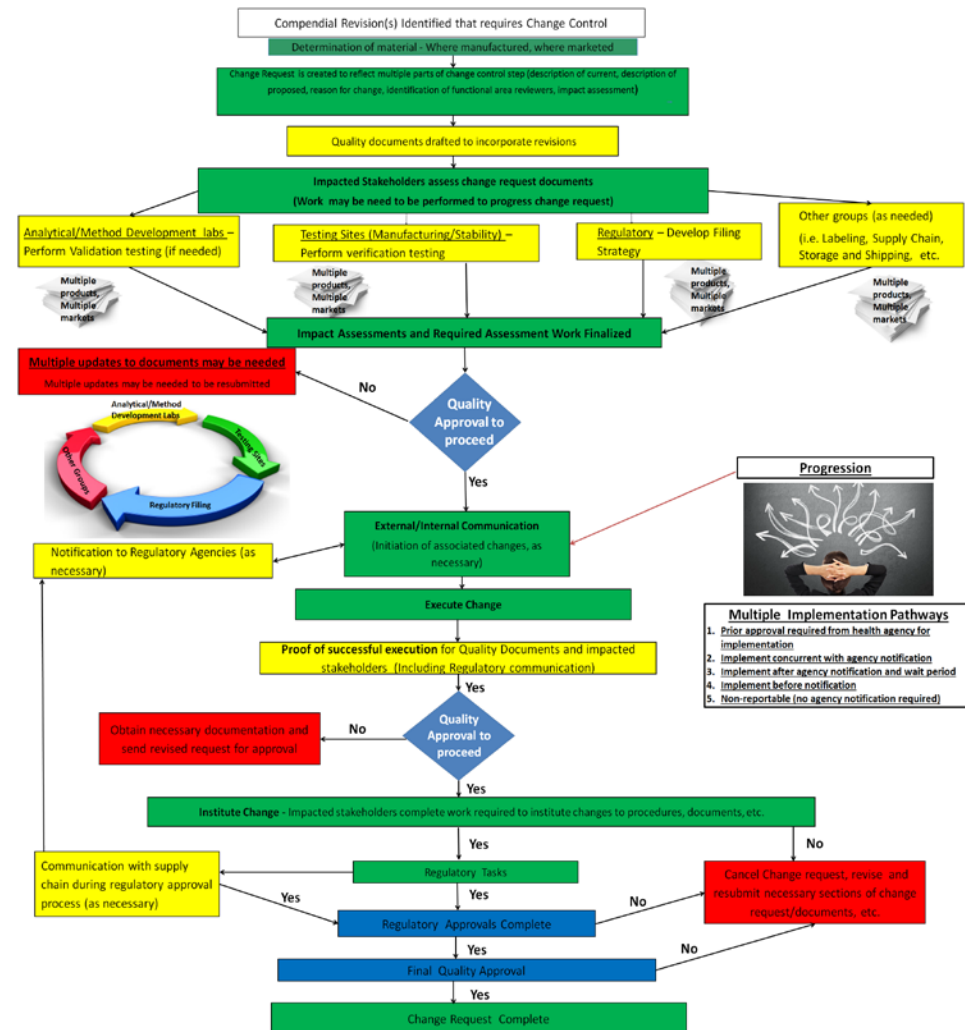 Compendial Revision(s) Identified that requires Change Control
Determination of material - Where manufactured, where marketed
Change Request is created to reflect multiple parts of change control step (description of current, description of
proposed, reason for change, identification of functional area reviewers, impact assessment)
Quality documents drafted to incorporate revisions
Impacted Stakeholders assess change request documents
(Work may be need to be performed to progress change request)
Analytical/Method Development labs –
Perform Validation testing (if needed)
Testing Sites (Manufacturing/Stability) –
Perform verification testing
Regulatory – Develop Filing
Strategy
Other groups (as needed)
(i.e. Labeling, Supply Chain,
Storage and Shipping, etc.
Multiple
products,
Multiple
markets
Multiple
products,
Multiple
markets
Multiple
products,
Multiple
markets
Multiple
products,
Multiple
markets
Impact Assessments and Required Assessment Work Finalized
Multiple updates to documents may be needed
Multiple updates may be needed to be resubmitted
No
Quality
Approval to
proceed
Analytical/Method
Development Labs
Testing Sites
Regulatory Filing
Other Groups
Yes
Progression
External/Internal Communication
(Initiation of associated changes, as
necessary)
Notification to Regulatory Agencies (as
necessary)
Execute Change
Multiple Implementation Pathways
1. Prior approval required from health agency for
implementation
2. Implement concurrent with agency notification
3. Implement after agency notification and wait period
4. Implement before notification
5. Non-reportable (no agency notification required)
Proof of successful execution for Quality Documents and impacted
stakeholders (Including Regulatory communication)
Yes
Quality
Approval to
proceed
No
Obtain necessary documentation and
send revised request for approval
Yes
Institute Change - Impacted stakeholders complete work required to institute changes to procedures, documents, etc.
Yes
No
Communication with supply
chain during regulatory approval
process (as necessary)
Regulatory Tasks
Cancel Change request, revise and
resubmit necessary sections of change
request/documents, etc.
Yes
Yes
No
Regulatory Approvals Complete
Yes
No
Final Quality Approval
Yes
Change Request Complete